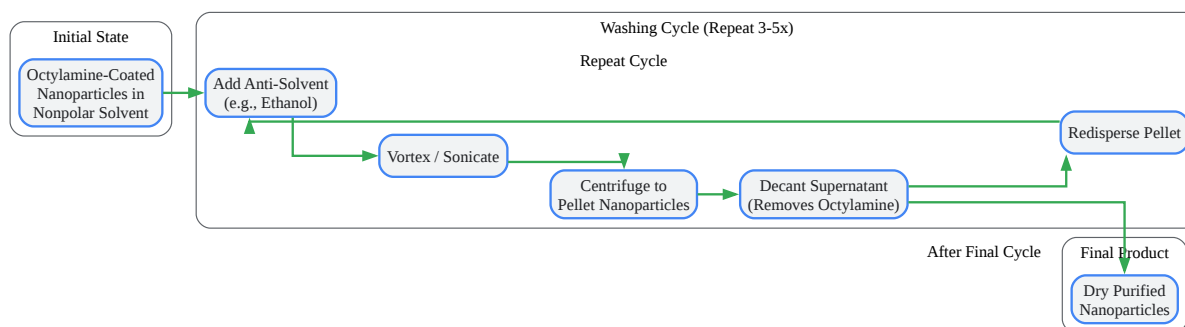 Initial State
Octylamine-Coated
Nanoparticles in
Nonpolar Solvent
Washing Cycle (Repeat 3-5x)
Repeat Cycle
Add Anti-Solvent
(e.g., Ethanol)
Vortex / Sonicate
Centrifuge to
Pellet Nanoparticles
Decant Supernatant
(Removes Octylamine)
Redisperse Pellet
After Final Cycle
Final Product
Dry Purified
Nanoparticles